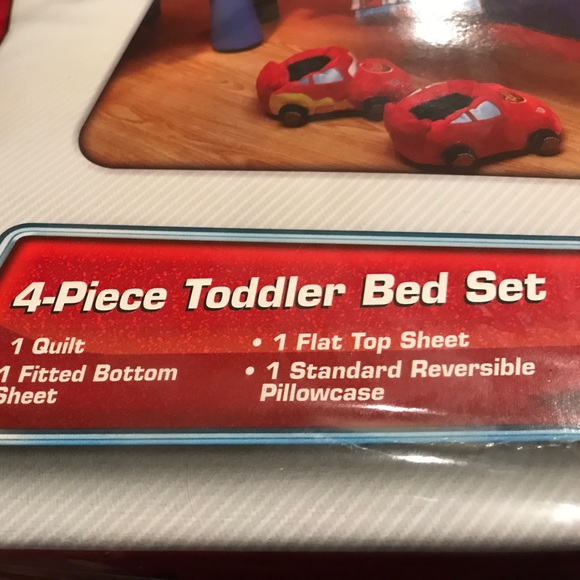 4-Piece Toddler Bed Set
1 Quilt
• 1 Flat Top Sheet
1 Fitted Bottom
Sheet
• 1 Standard Reversible
Pillowcase